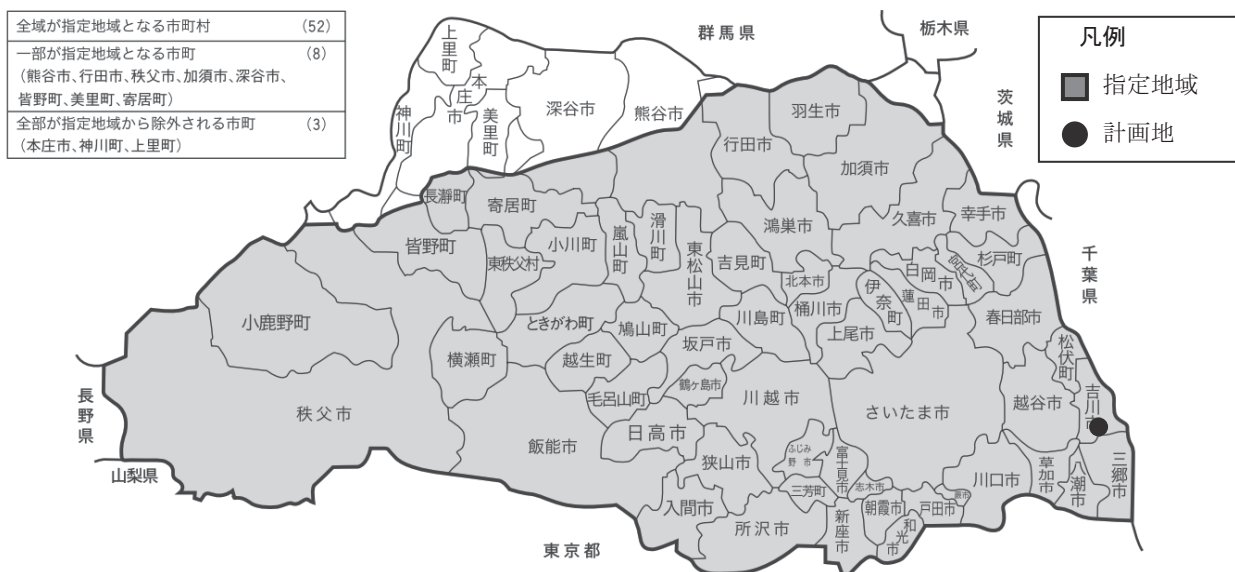 全域が指定地域となる市町村 (52)
一部が指定地域となる市町 (8)
(熊谷市、行田市、秩父市、加須市、深谷市、
皆野町、美里町、寄居町)
全部が指定地域から除外される市町 (3)
(本庄市、神川町、上里町)
凡例
指定地域
計画地
群馬県
栃木県
茨城県
千葉県
東京都
山梨県
長野県
上里町
本庄市
神川町
美里町
深谷市
熊谷市
羽生市
行田市
加須市
長瀞町
寄居町
皆野町
東秩父村
小川町
嵐山町
滑川町
東松山市
吉見町
鴻巣市
久喜市
幸手市
杉戸町
宮代町
白岡市
蓮田市
伊奈町
北本市
桶川市
上尾市
春日部市
松伏町
小鹿野町
ときがわ町
鳩山町
川島町
坂戸市
横瀬町
越生町
毛呂山町
鶴ヶ島市
川越市
さいたま市
越谷市
吉川市
秩父市
飯能市
日高市
狭山市
ふじみ
野市
富士見市
三芳町
志木市
入間市
所沢市
新座市
朝霞市
和光市
戸田市
蕨市
川口市
草加市
八潮市
三郷市